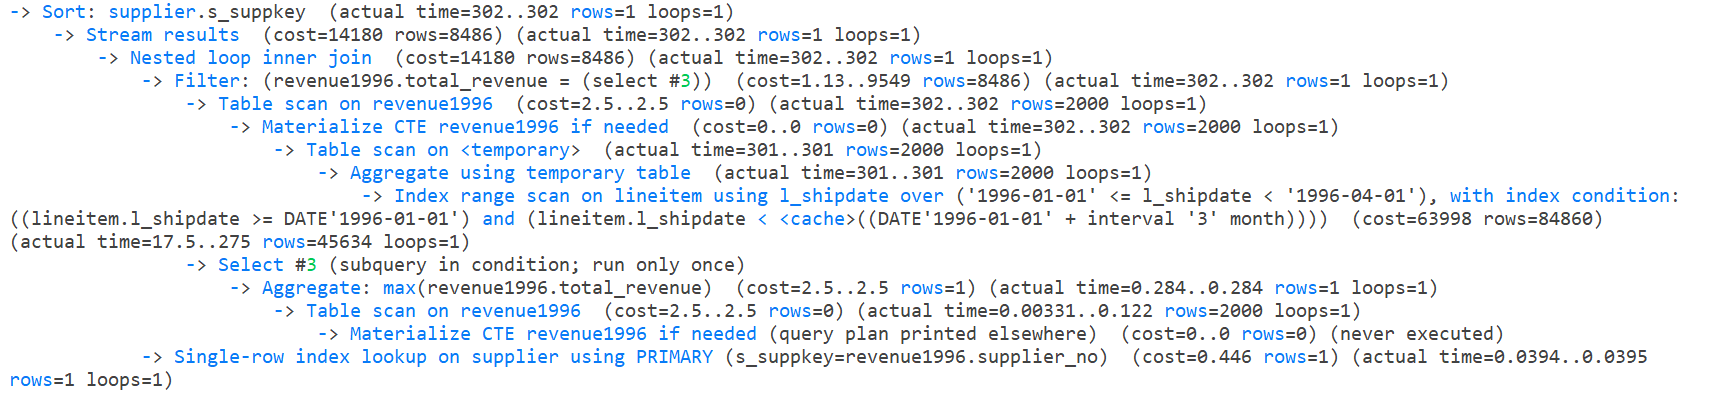 -> Sort: supplier.s_suppkey  (actual time=302..302 rows=1 loops=1)
    -> Stream results  (cost=14180 rows=8486) (actual time=302..302 rows=1 loops=1)
        -> Nested loop inner join  (cost=14180 rows=8486) (actual time=302..302 rows=1 loops=1)
            -> Filter: (revenue1996.total_revenue = (select #3))  (cost=1.13..9549 rows=8486) (actual time=302..302 rows=1 loops=1)
                -> Table scan on revenue1996  (cost=2.5..2.5 rows=0) (actual time=302..302 rows=2000 loops=1)
                    -> Materialize CTE revenue1996 if needed  (cost=0..0 rows=0) (actual time=302..302 rows=2000 loops=1)
                        -> Table scan on <temporary>  (actual time=301..301 rows=2000 loops=1)
                            -> Aggregate using temporary table  (actual time=301..301 rows=2000 loops=1)
                                -> Index range scan on lineitem using l_shipdate over ('1996-01-01' <= l_shipdate < '1996-04-01'), with index condition:
((lineitem.l_shipdate >= DATE'1996-01-01') and (lineitem.l_shipdate < <cache>((DATE'1996-01-01' + interval '3' month))))  (cost=63998 rows=84860)
(actual time=17.5..275 rows=45634 loops=1)
                -> Select #3 (subquery in condition; run only once)
                    -> Aggregate: max(revenue1996.total_revenue)  (cost=2.5..2.5 rows=1) (actual time=0.284..0.284 rows=1 loops=1)
                        -> Table scan on revenue1996  (cost=2.5..2.5 rows=0) (actual time=0.00331..0.122 rows=2000 loops=1)
                            -> Materialize CTE revenue1996 if needed (query plan printed elsewhere)  (cost=0..0 rows=0) (never executed)
            -> Single-row index lookup on supplier using PRIMARY (s_suppkey=revenue1996.supplier_no)  (cost=0.446 rows=1) (actual time=0.0394..0.0395
rows=1 loops=1)